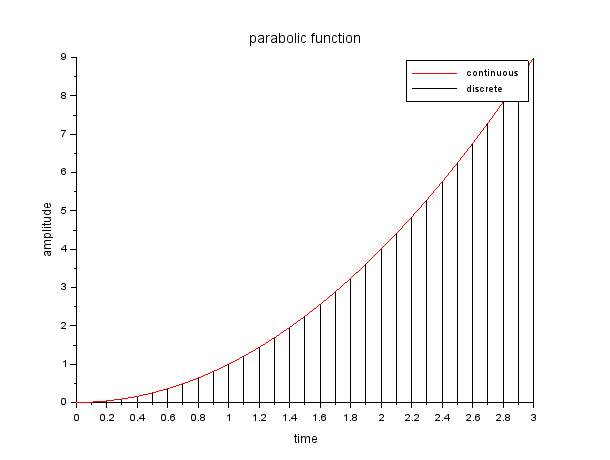 parabolic function
continuous
discrete
9
8
7
6
5
4
3
2
1
0
amplitude
0 0.2 0.4 0.6 0.8 1 1.2 1.4 1.6 1.8 2 2.2 2.4 2.6 2.8 3
time